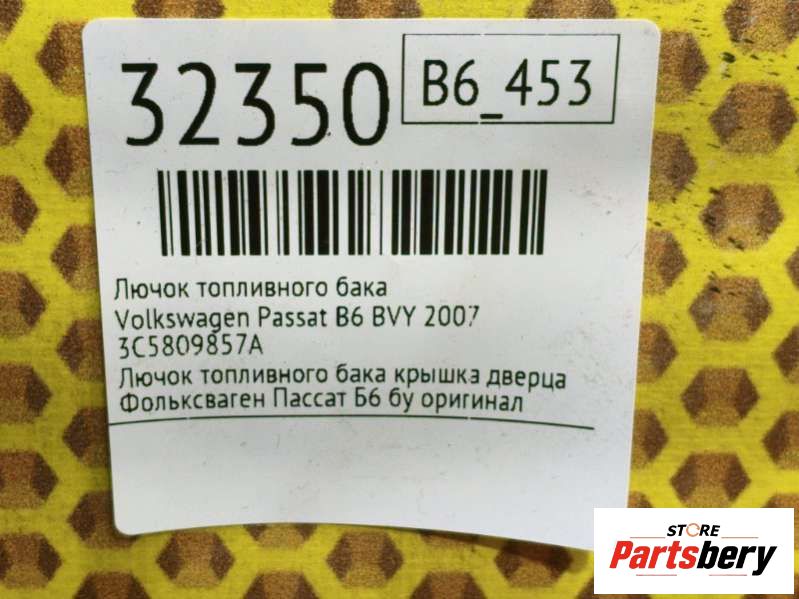 32350
B6_453
Лючок топливного бака
Volkswagen Passat B6 BVY 2007
3C5809857A
Лючок топливного бака крышка дверца
Фольксваген Пассат Б6 бу оригинал
STORE
Partsbery